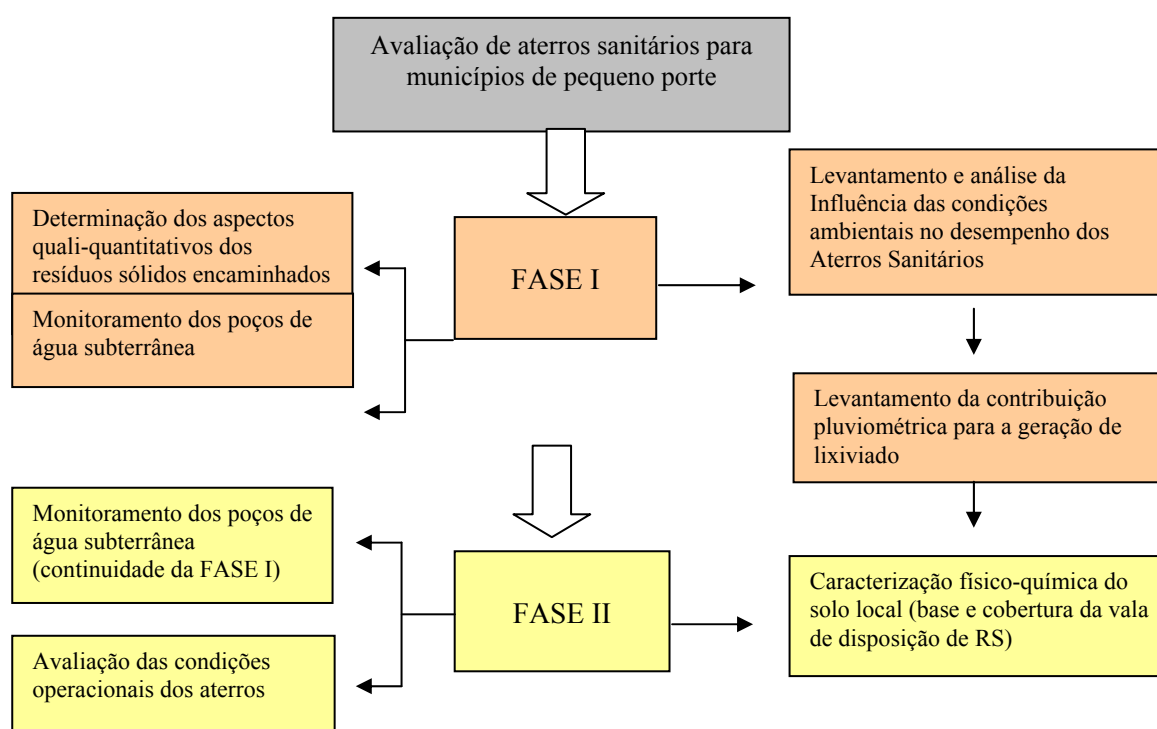 Avaliação de aterros sanitários para
municípios de pequeno porte
Determinação dos aspectos
quali-quantitativos dos
resíduos sólidos encaminhados
Monitoramento dos poços de
água subterrânea
FASE I
Levantamento e análise da
Influência das condições
ambientais no desempenho dos
Aterros Sanitários
Levantamento da contribuição
pluviométrica para a geração de
lixiviado
Monitoramento dos poços de
água subterrânea
(continuidade da FASE I)
Avaliação das condições
operacionais dos aterros
FASE II
Caracterização físico-química do
solo local (base e cobertura da vala
de disposição de RS)